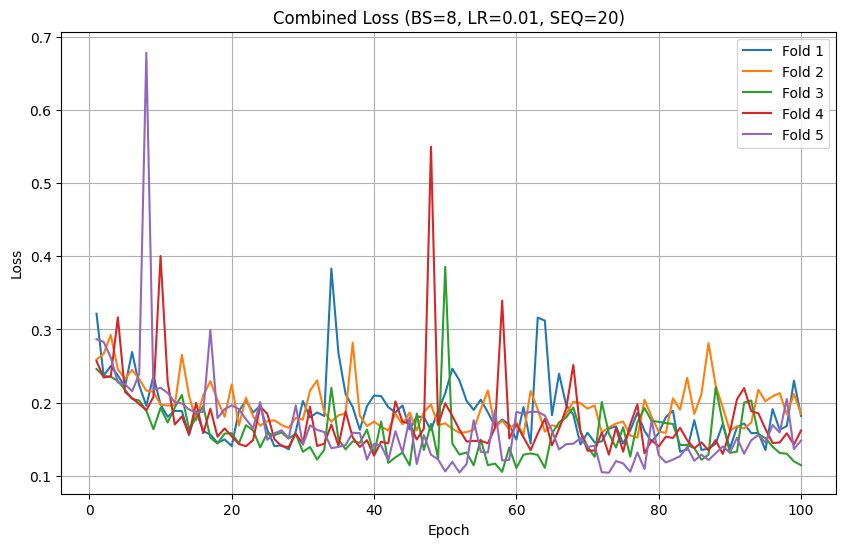 Combined Loss (BS=8, LR=0.01, SEQ=20)
Loss
0.7
0.6
0.5
0.4
0.3
0.2
0.1
Fold 1
Fold 2
Fold 3
Fold 4
Fold 5
0 20 40 60 80 100
Epoch